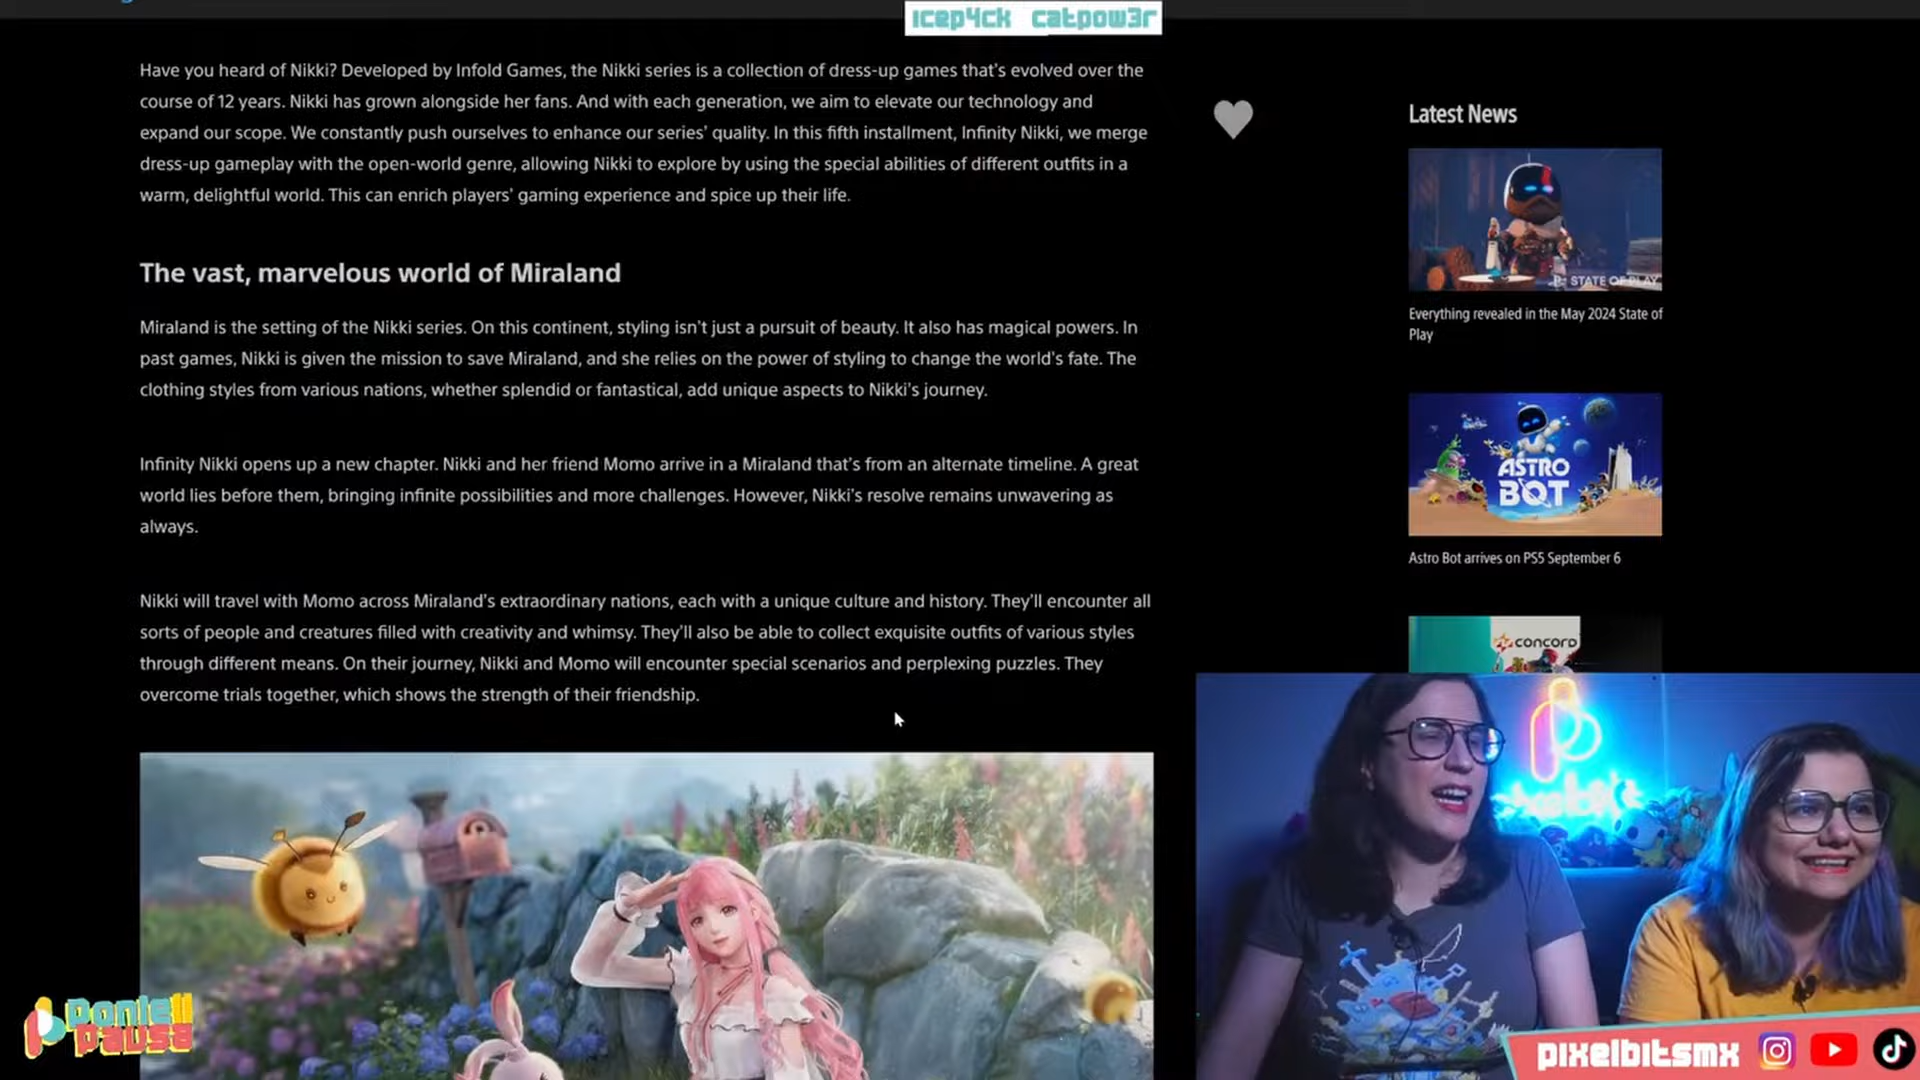 icep4ck catpow3r
Have you heard of Nikki? Developed by Infold Games, the Nikki series is a collection of dress-up games that's evolved over the
course of 12 years. Nikki has grown alongside her fans. And with each generation, we aim to elevate our technology and
expand our scope. We constantly push ourselves to enhance our series' quality. In this fifth installment, Infinity Nikki, we merge
dress-up gameplay with the open-world genre, allowing Nikki to explore by using the special abilities of different outfits in a
warm, delightful world. This can enrich players' gaming experience and spice up their life.
The vast, marvelous world of Miraland
Miraland is the setting of the Nikki series. On this continent, styling isn't just a pursuit of beauty. It also has magical powers. In
past games, Nikki is given the mission to save Miraland, and she relies on the power of styling to change the world's fate. The
clothing styles from various nations, whether splendid or fantastical, add unique aspects to Nikki's journey.
Infinity Nikki opens up a new chapter. Nikki and her friend Momo arrive in a Miraland that's from an alternate timeline. A great
world lies before them, bringing infinite possibilities and more challenges. However, Nikki's resolve remains unwavering as
always.
Nikki will travel with Momo across Miraland's extraordinary nations, each with a unique culture and history. They'll encounter all
sorts of people and creatures filled with creativity and whimsy. They'll also be able to collect exquisite outfits of various styles
through different means. On their journey, Nikki and Momo will encounter special scenarios and perplexing puzzles. They
overcome trials together, which shows the strength of their friendship.
Latest News
STATE OF PLAY
Everything revealed in the May 2024 State of
Play
ASTRO
BOT
Astro Bot arrives on PS5 September 6
CONCORD
Ponle
Pausa
pixelbitsmx